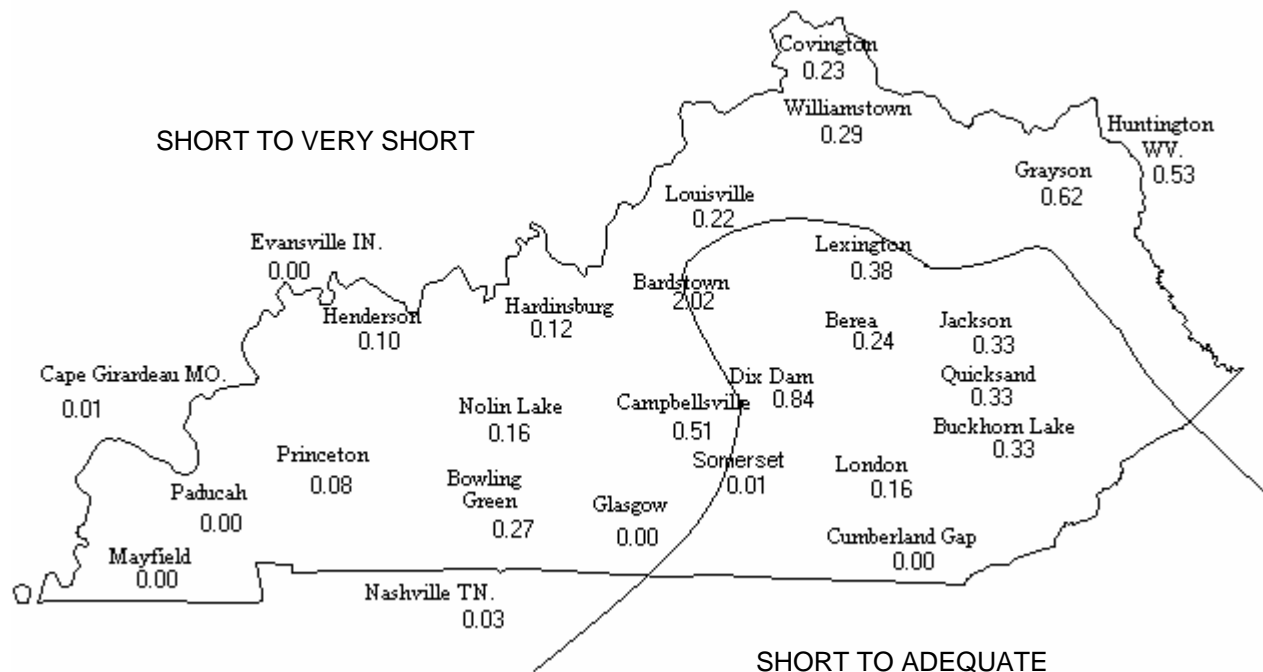 Covington
0.23
Williamstown
0.29
SHORT TO VERY SHORT
Huntington
WV.
0.53
Grayson
0.62
Louisville
0.22
Evansville IN.
0.00
Lexington
0.38
Bardstown
2.02
Hardinsburg
0.12
Henderson
0.10
Berea
0.24
Jackson
0.33
Cape Girardeau MO.
0.01
Dix Dam
0.84
Quicksand
0.33
Nolin Lake
0.16
Campbellsville
0.51
Buckhorn Lake
0.33
Princeton
0.08
Somerset
0.01
London
0.16
Paducah
0.00
Bowling
Green
0.27
Glasgow
0.00
Cumberland Gap
0.00
Mayfield
0.00
Nashville TN.
0.03
SHORT TO ADEQUATE